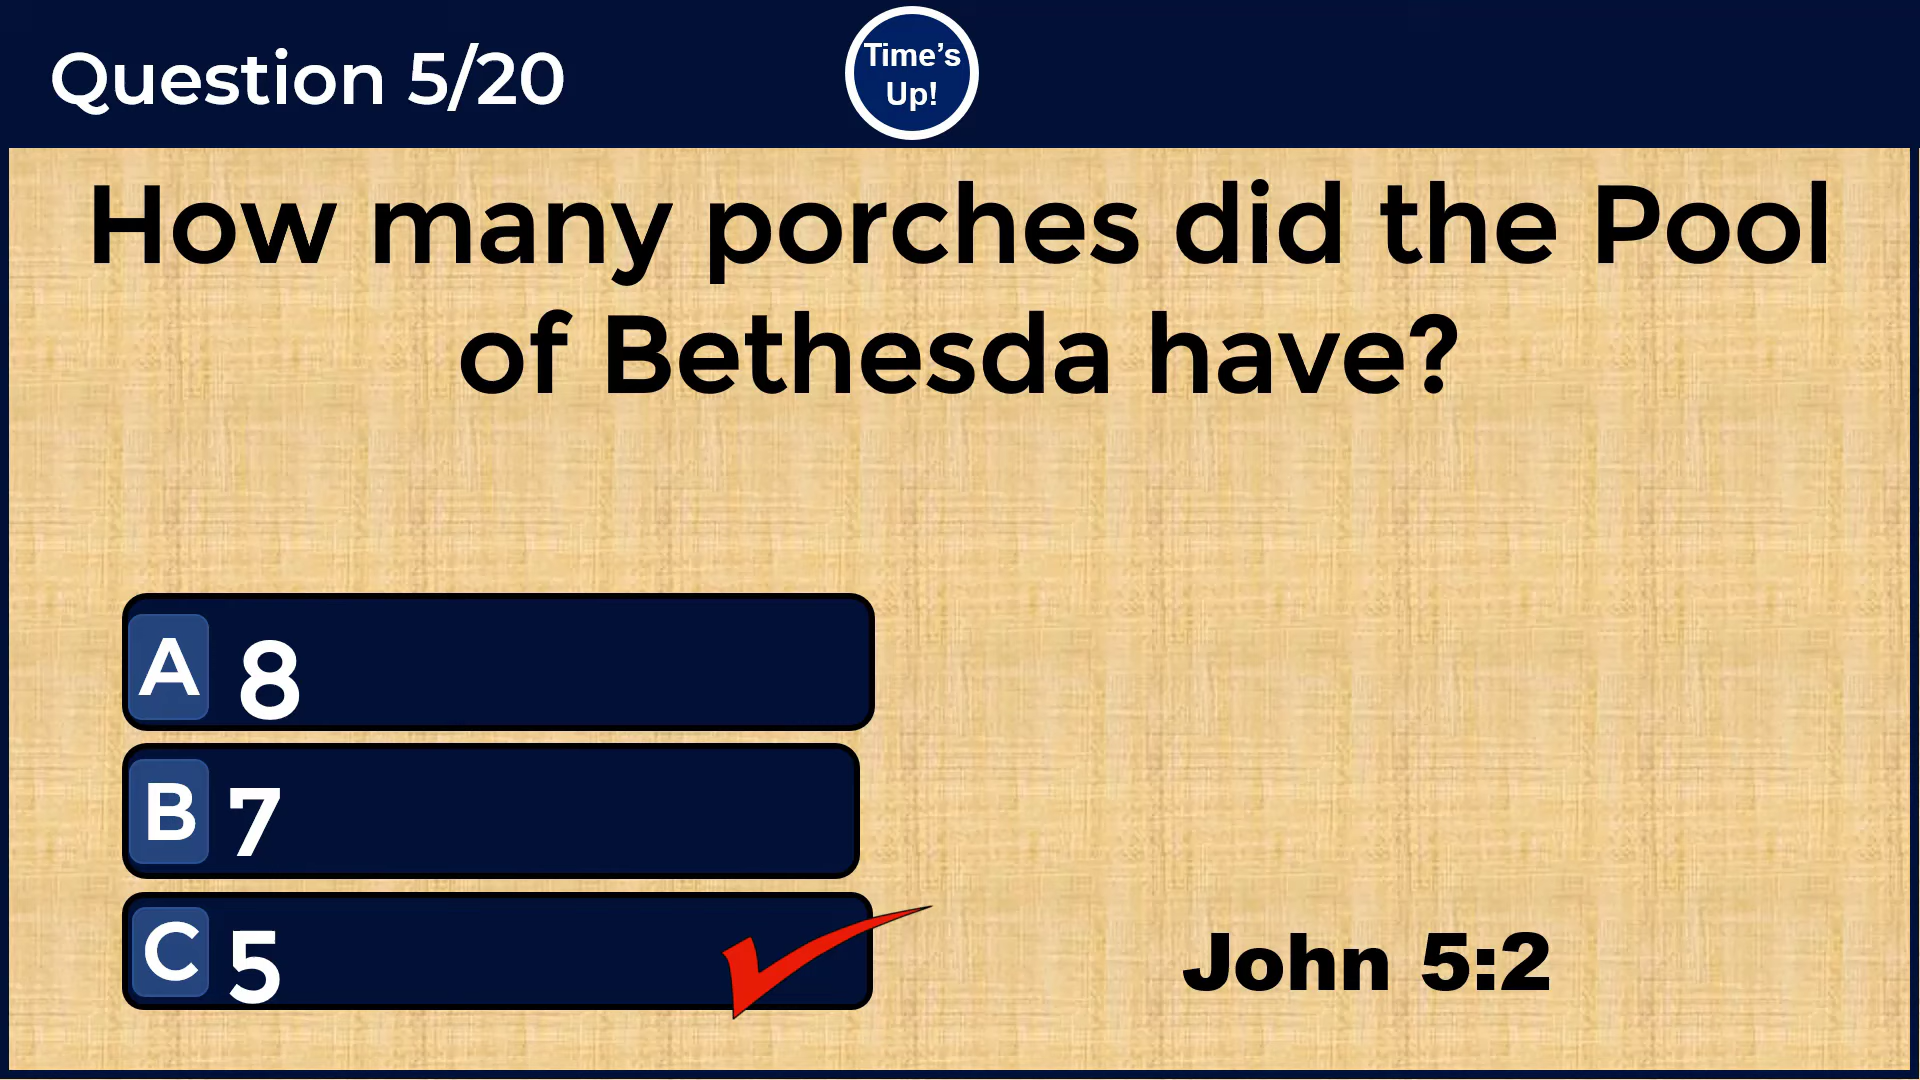 Question 5/20
Time’s
Up!
How many porches did the Pool
of Bethesda have?
A 8
B 7
C 5
John 5:2